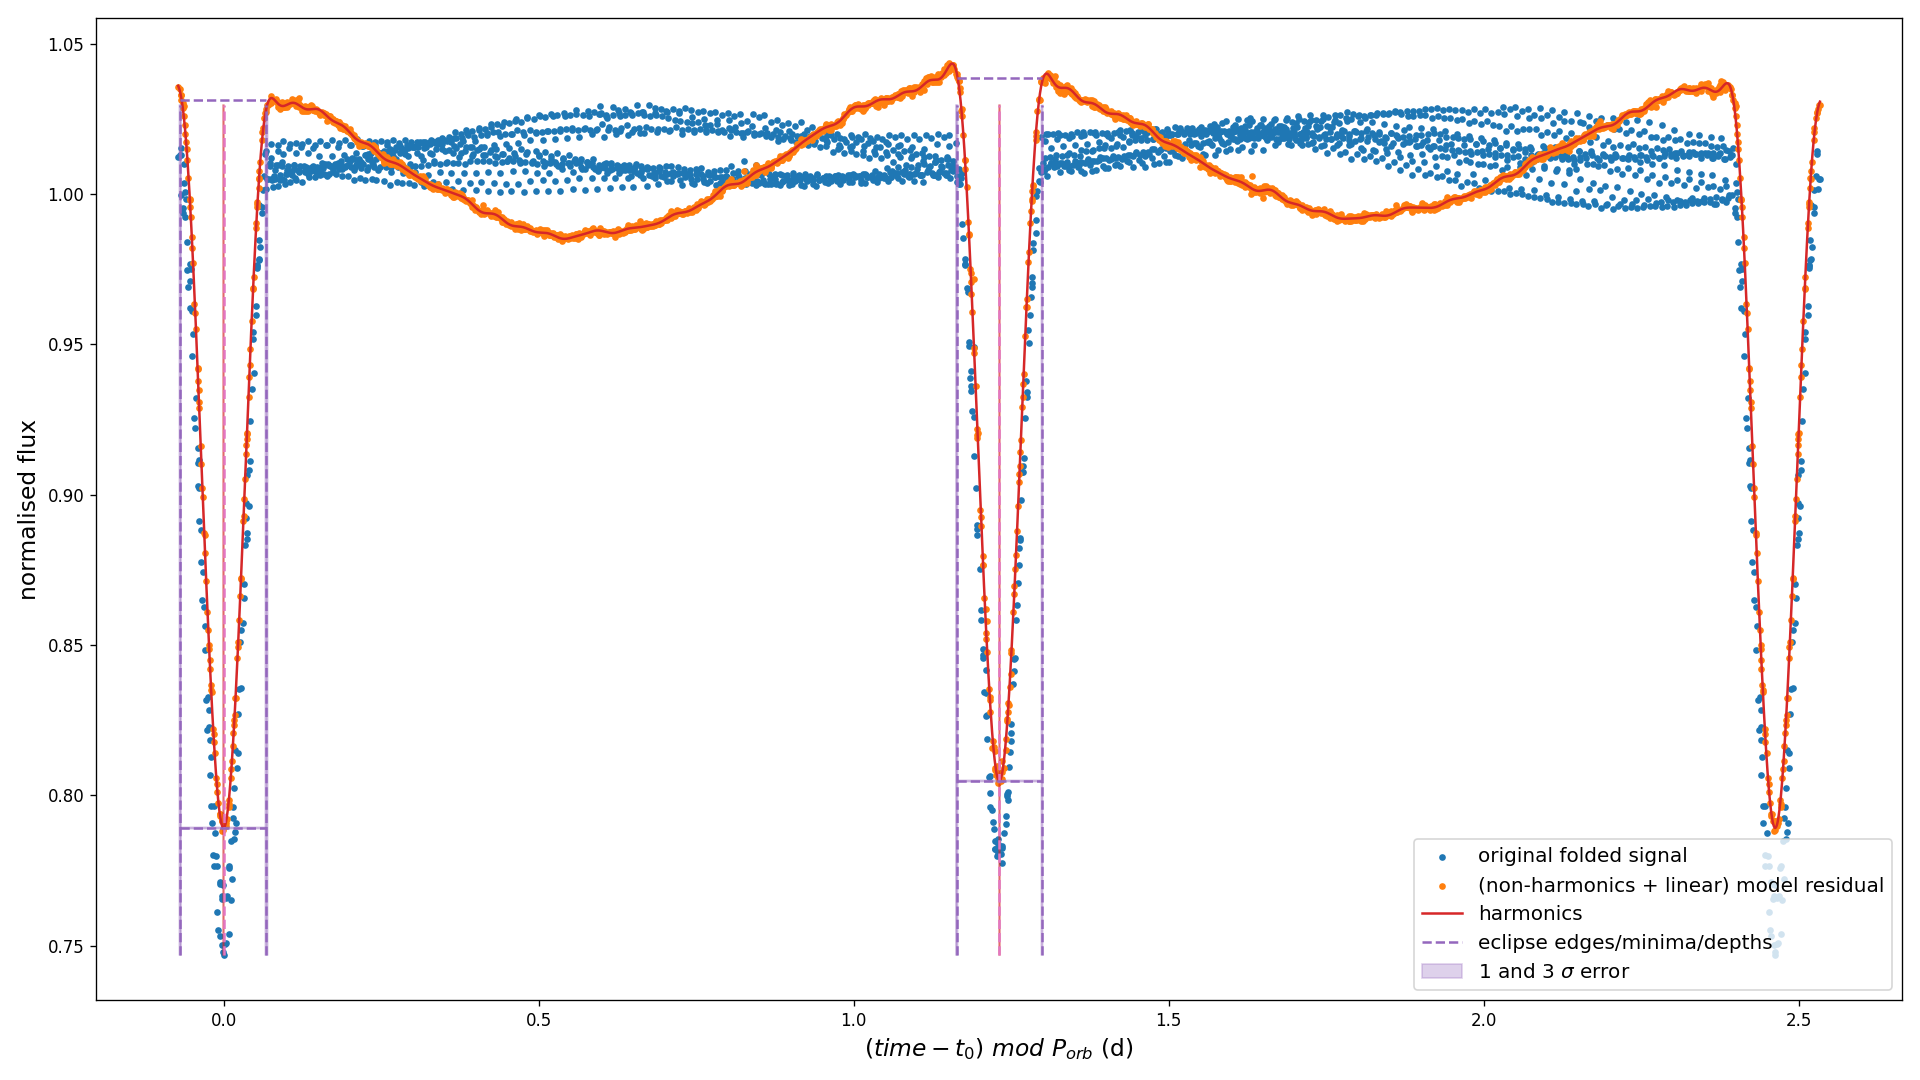 1.05
1.00
0.95
0.90
0.85
0.80
0.75
normalised flux
0.0 0.5 1.0 1.5 2.0 2.5
(time − t₀) mod Pₒᵣb (d)
original folded signal
(non-harmonics + linear) model residual
harmonics
eclipse edges/minima/depths
1 and 3 σ error